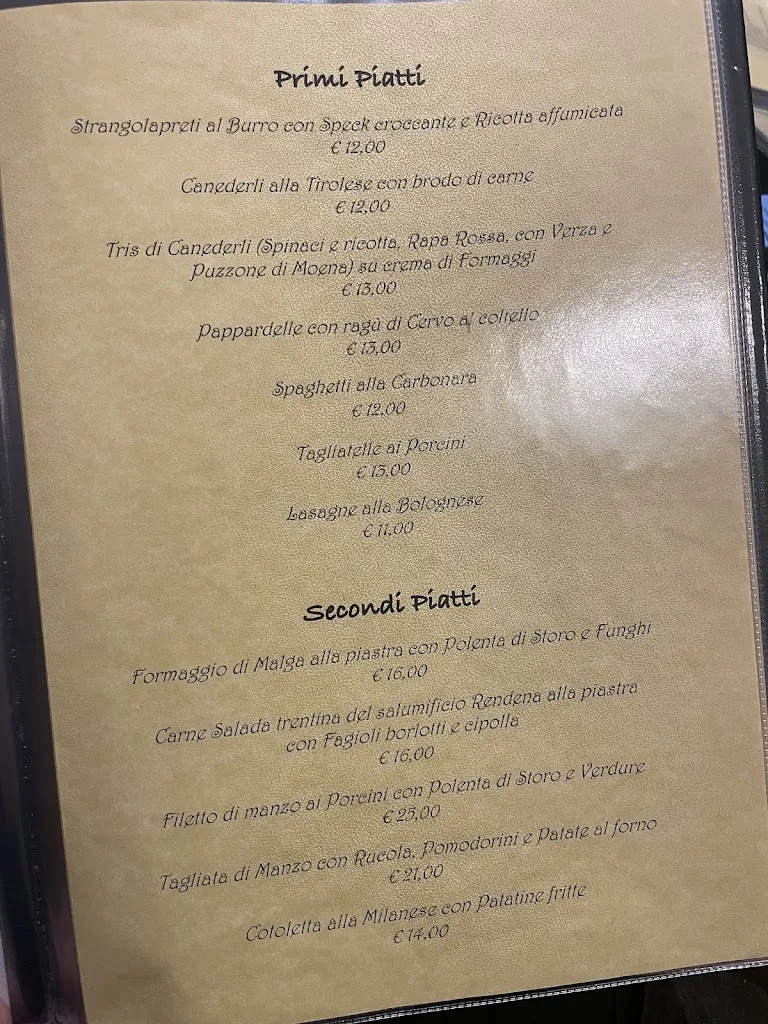 Primi Piatti
Strangolapreti al Burro con Speck croccante e Ricotta affumicata
€ 12,00
Canederli alla Tirolese con brodo di carne
€ 12,00
Tris di Canederli (Spinaci e ricotta, Rapa Rossa, con Verza e
Puzzone di Moena) su crema di Formaggi
€ 13,00
Pappardelle con ragù di Cervo al coltello
€ 13,00
Spaghetti alla Carbonara
€ 12,00
Tagliatelle ai Porcini
€ 13,00
Lasagne alla Bolognese
€ 11,00
Secondi Piatti
Formaggio di Malga alla piastra con Polenta di Storo e Funghi
€ 16,00
Carne Salada trentina del salumificio Rendena alla piastra
con Fagioli borlotti e cipolla
€ 16,00
Filetto di manzo ai Porcini con Polenta di Storo e Verdure
€ 25,00
Tagliata di Manzo con Rucola, Pomodorini e Patate al forno
€ 21,00
Cotoletta alla Milanese con Patatine fritte
€ 14,00